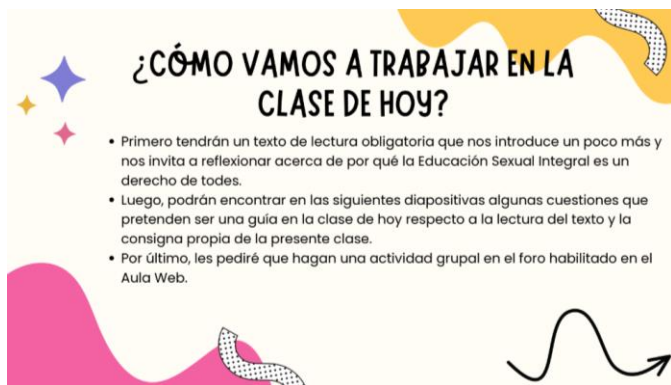 ¿CÓMO VAMOS A TRABAJAR EN LA
CLASE DE HOY?
• Primero tendrán un texto de lectura obligatoria que nos introduce un poco más y
nos invita a reflexionar acerca de por qué la Educación Sexual Integral es un
derecho de todes.
• Luego, podrán encontrar en las siguientes diapositivas algunas cuestiones que
pretenden ser una guía en la clase de hoy respecto a la lectura del texto y la
consigna propia de la presente clase.
• Por último, les pediré que hagan una actividad grupal en el foro habilitado en el
Aula Web.